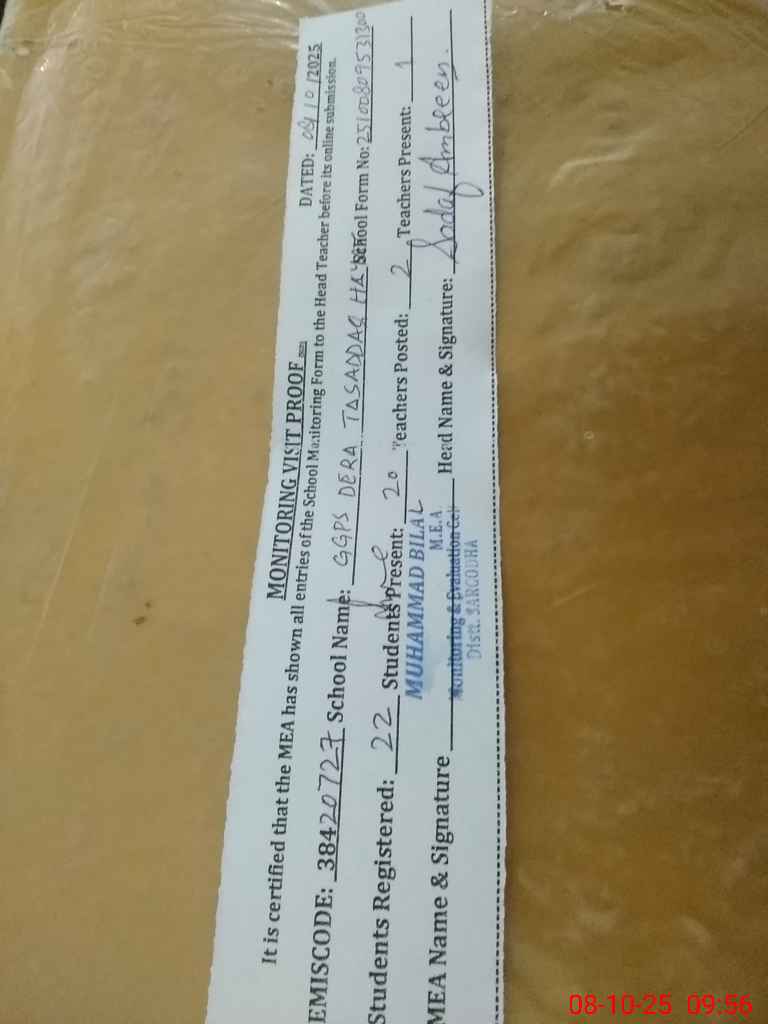 MONITORING VISIT PROOF
DATED: 08/10/2025
It is certified that the MEA has shown all entries of the School Monitoring Form to the Head Teacher before its online submission.
EMISCODE: 38420727 School Name: GGPS DERA TASADDAQ HAYAT School Form No: 25100809531300
Students Registered: 22 Students Present: 20 Teachers Posted: 2 Teachers Present: 1
MEA Name & Signature Head Name & Signature: Sadaf Ambreen.
MUHAMMAD BILAL
M.E.A
Monitoring & Evaluation Cell
Distt. SARGODHA
08-10-25 09:56